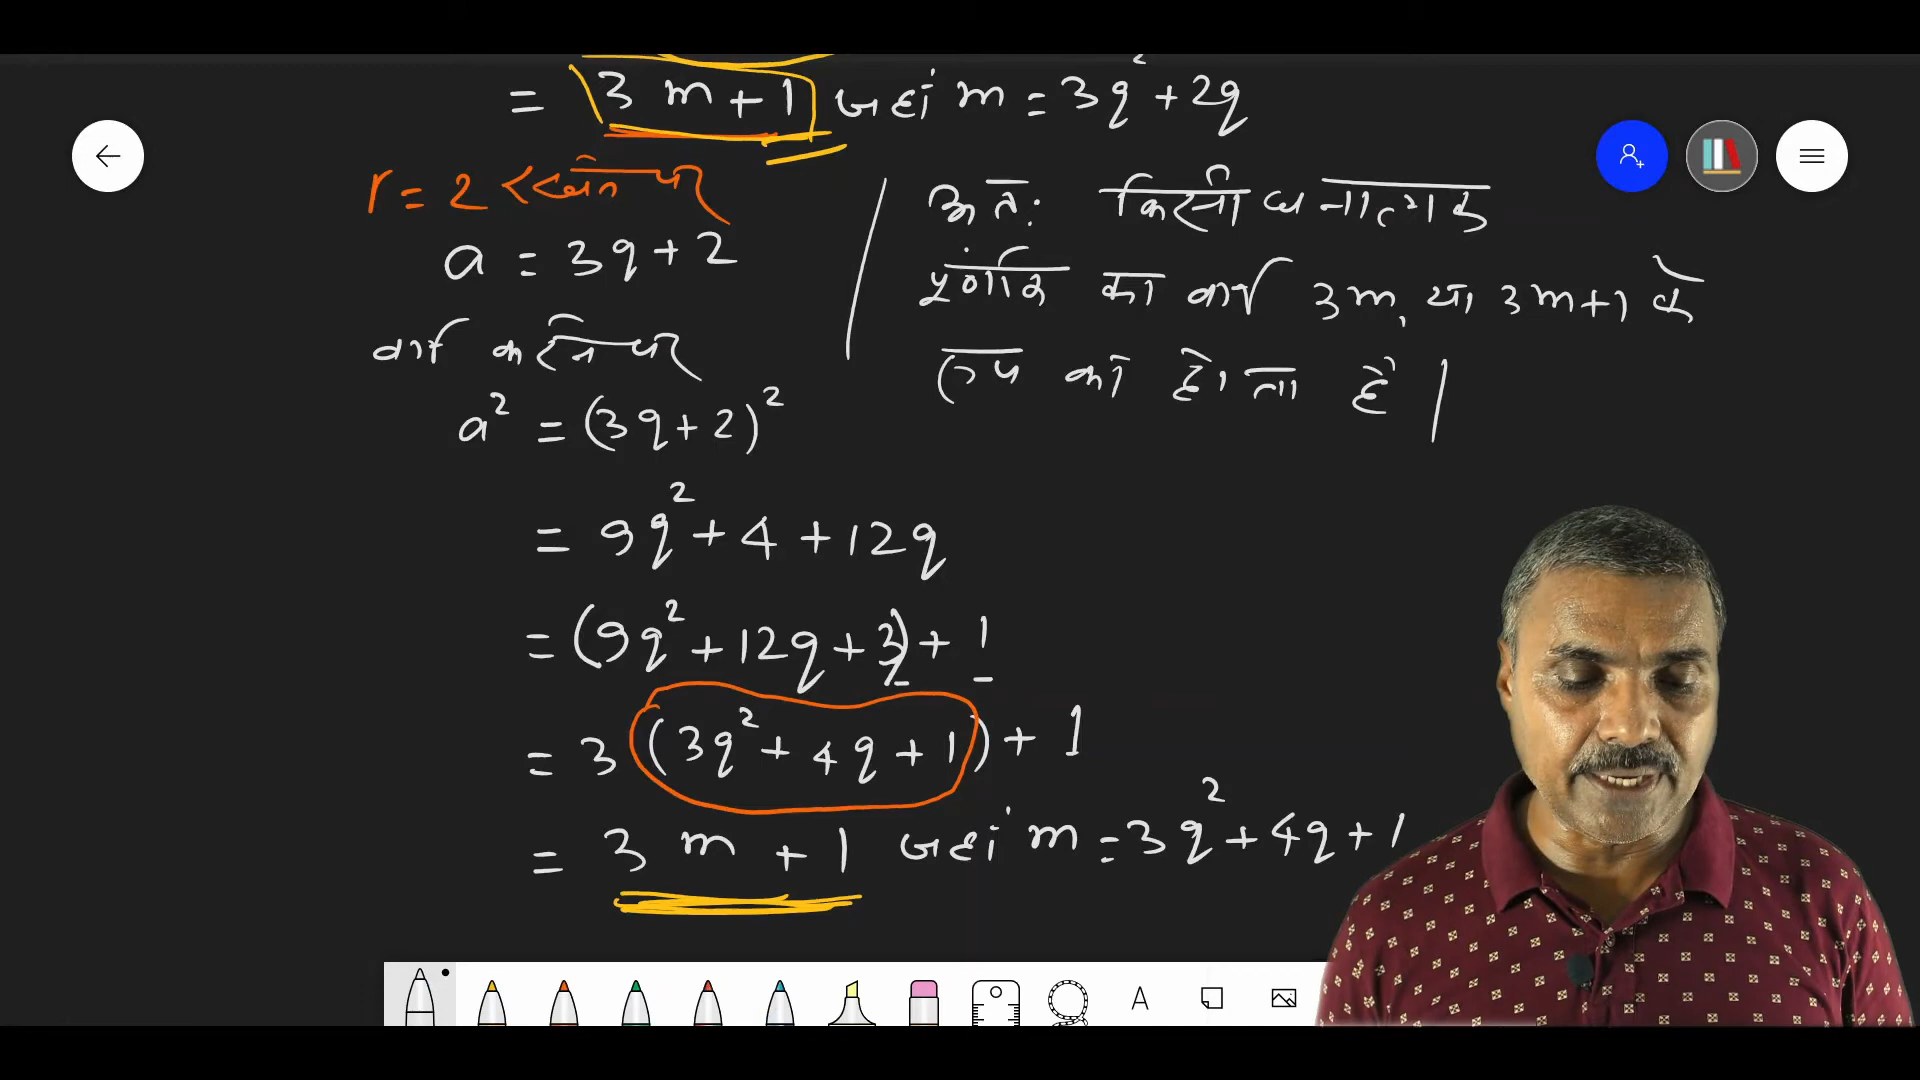 = 3m+1 जहां m = 3q²+2q
r = 2 रखने पर
a = 3q+2
वर्ग करने पर
a² = (3q+2)²
= 9q²+4+12q
= (9q²+12q+3)+1
= 3(3q²+4q+1)+1
= 3m+1 जहां m = 3q²+4q+1
अतः किसी धनात्मक
पूर्णांक का वर्ग 3m, या 3m+1 के
रूप का होता है|
A